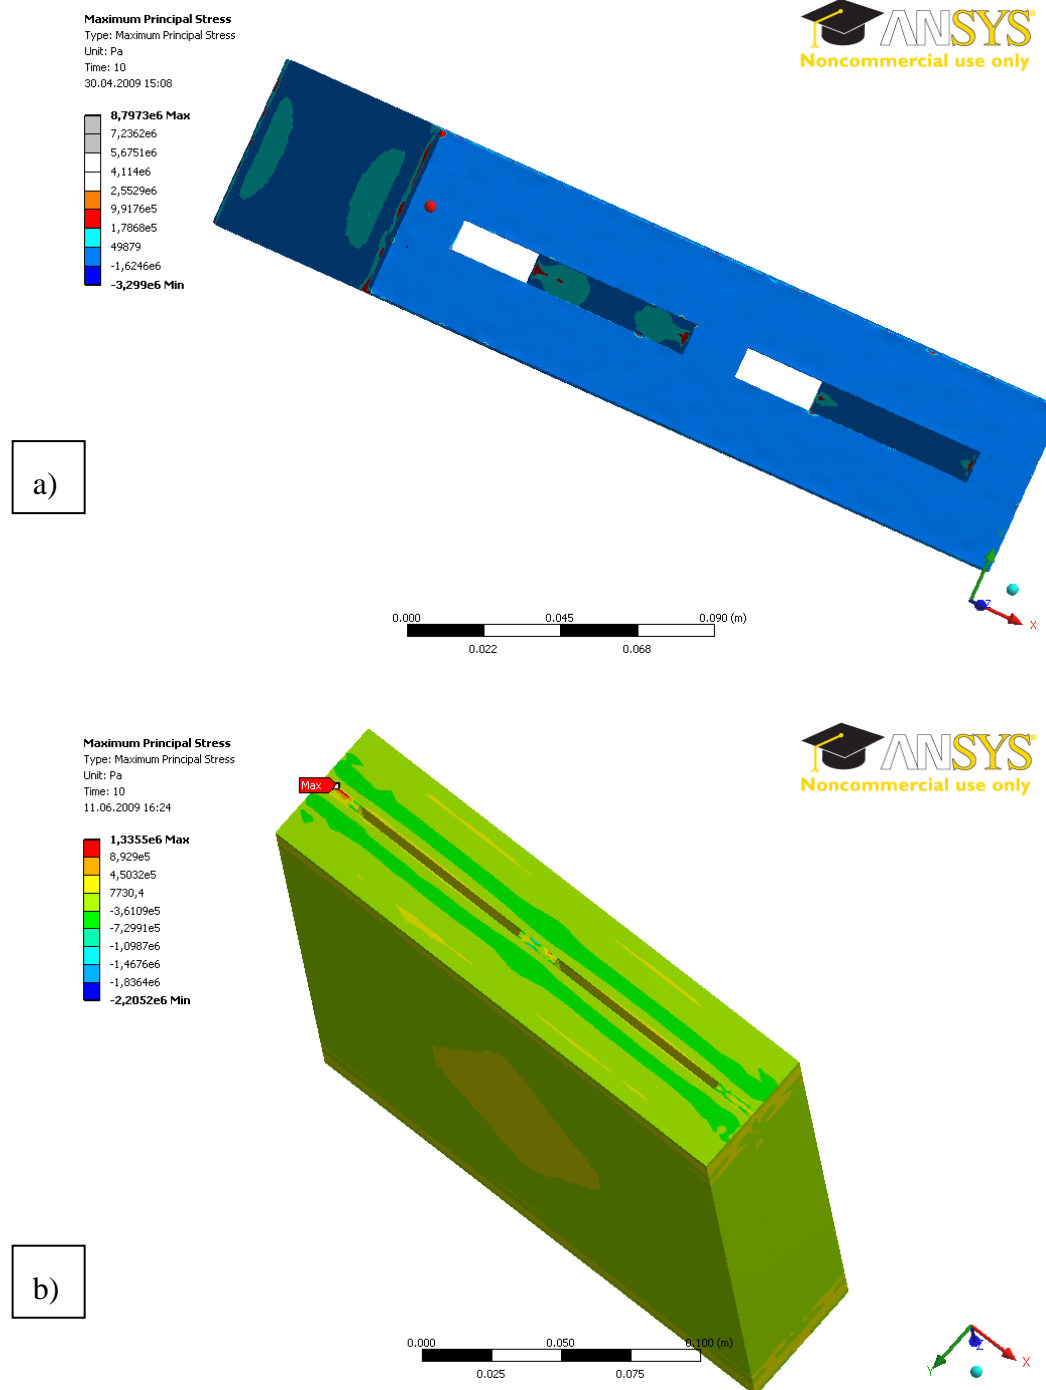 Maximum Principal Stress
Type: Maximum Principal Stress
Unit: Pa
Time: 10
30.04.2009 15:08
8,7973e6 Max
7,2362e6
5,6751e6
4,114e6
2,5529e6
9,9176e5
1,7868e5
49879
-1,6246e6
-3,299e6 Min
ANSYS
Noncommercial use only
a)
0.000 0.045 0.090 (m)
0.022 0.068
Z
X
Maximum Principal Stress
Type: Maximum Principal Stress
Unit: Pa
Time: 10
11.06.2009 16:24
1,3355e6 Max
8,929e5
4,5032e5
7730,4
-3,6109e5
-7,2991e5
-1,0987e6
-1,4676e6
-1,8364e6
-2,2052e6 Min
ANSYS
Noncommercial use only
Max
b)
0.000 0.050 0.100 (m)
0.025 0.075
Z
X
Y